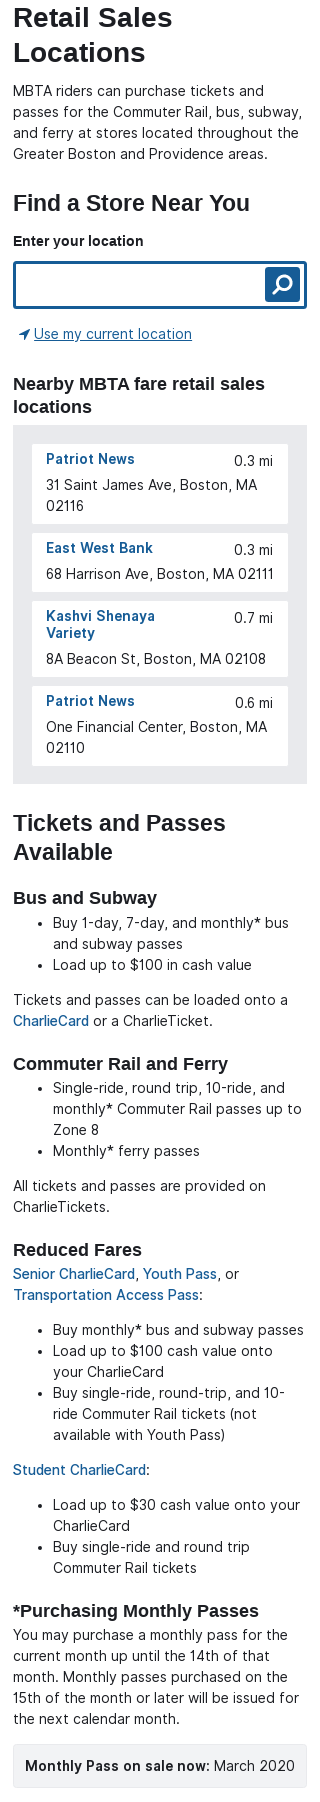 Retail Sales
Locations
MBTA riders can purchase tickets and
passes for the Commuter Rail, bus, subway,
and ferry at stores located throughout the
Greater Boston and Providence areas.
Find a Store Near You
Enter your location
Use my current location
Nearby MBTA fare retail sales
locations
Patriot News 0.3 mi
31 Saint James Ave, Boston, MA
02116
East West Bank 0.3 mi
68 Harrison Ave, Boston, MA 02111
Kashvi Shenaya 0.7 mi
Variety
8A Beacon St, Boston, MA 02108
Patriot News 0.6 mi
One Financial Center, Boston, MA
02110
Tickets and Passes
Available
Bus and Subway
• Buy 1-day, 7-day, and monthly* bus
and subway passes
• Load up to $100 in cash value
Tickets and passes can be loaded onto a
CharlieCard or a CharlieTicket.
Commuter Rail and Ferry
• Single-ride, round trip, 10-ride, and
monthly* Commuter Rail passes up to
Zone 8
• Monthly* ferry passes
All tickets and passes are provided on
CharlieTickets.
Reduced Fares
Senior CharlieCard, Youth Pass, or
Transportation Access Pass:
• Buy monthly* bus and subway passes
• Load up to $100 cash value onto
your CharlieCard
• Buy single-ride, round-trip, and 10-
ride Commuter Rail tickets (not
available with Youth Pass)
Student CharlieCard:
• Load up to $30 cash value onto your
CharlieCard
• Buy single-ride and round trip
Commuter Rail tickets
*Purchasing Monthly Passes
You may purchase a monthly pass for the
current month up until the 14th of that
month. Monthly passes purchased on the
15th of the month or later will be issued for
the next calendar month.
Monthly Pass on sale now: March 2020